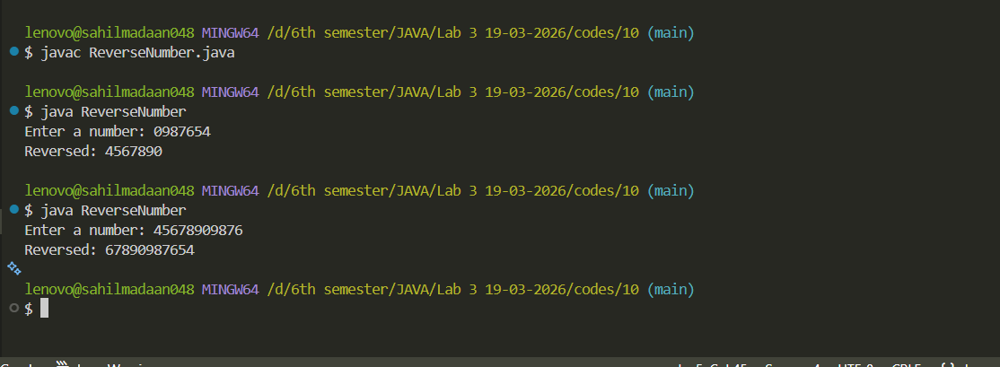 lenovo@sahilmadaan048 MINGW64 /d/6th semester/JAVA/Lab 3 19-03-2026/codes/10 (main)
$ javac ReverseNumber.java
lenovo@sahilmadaan048 MINGW64 /d/6th semester/JAVA/Lab 3 19-03-2026/codes/10 (main)
$ java ReverseNumber
Enter a number: 0987654
Reversed: 4567890
lenovo@sahilmadaan048 MINGW64 /d/6th semester/JAVA/Lab 3 19-03-2026/codes/10 (main)
$ java ReverseNumber
Enter a number: 45678909876
Reversed: 67890987654
lenovo@sahilmadaan048 MINGW64 /d/6th semester/JAVA/Lab 3 19-03-2026/codes/10 (main)
$